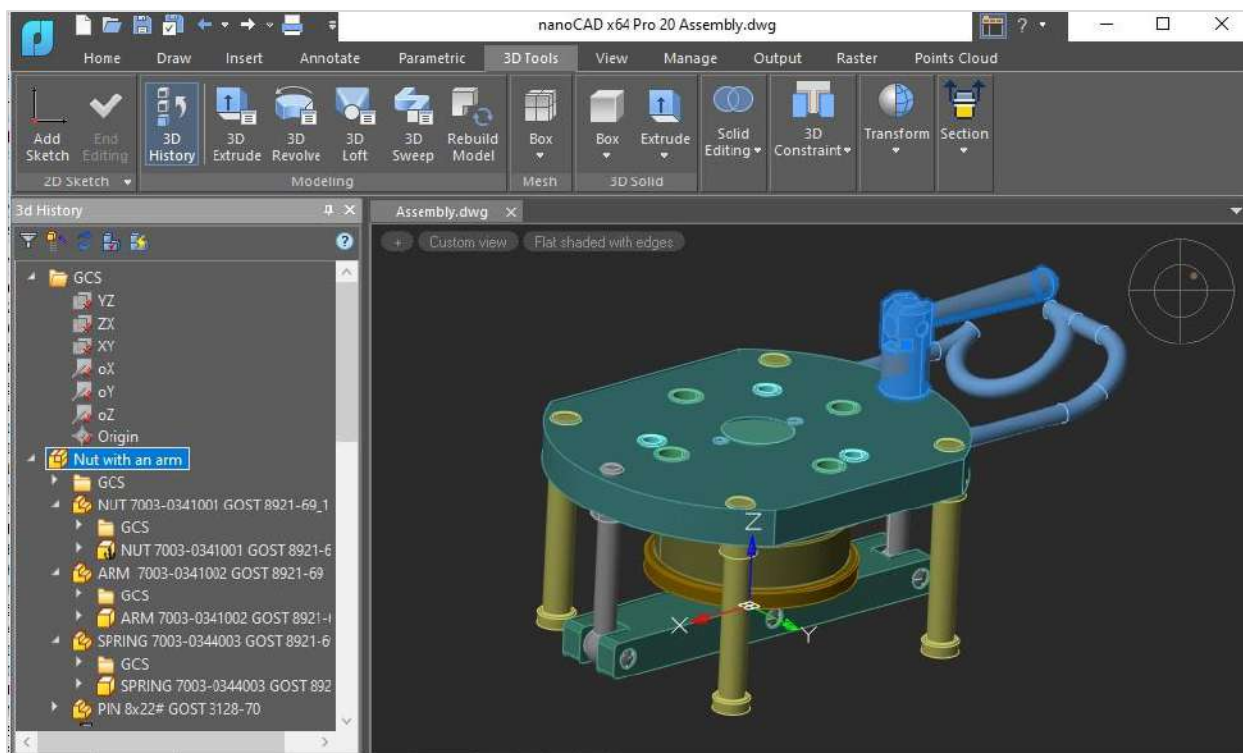 nanoCAD x64 Pro 20 Assembly.dwg
?
Home Draw Insert Annotate Parametric 3D Tools View Manage Output Raster Points Cloud
Add Sketch
End Editing
3D History
3D Extrude
3D Revolve
3D Loft
3D Sweep
Rebuild Model
Box
Box
Extrude
Solid Editing
3D Constraint
Transform
Section
2D Sketch
Modeling
Mesh
3D Solid
3d History
Assembly.dwg
+ Custom view Flat shaded with edges
GCS
YZ
ZX
XY
oX
oY
oZ
Origin
Nut with an arm
GCS
NUT 7003-0341001 GOST 8921-69_1
GCS
NUT 7003-0341001 GOST 8921-6
ARM 7003-0341002 GOST 8921-69
GCS
ARM 7003-0341002 GOST 8921-
SPRING 7003-0344003 GOST 8921-6
GCS
SPRING 7003-0344003 GOST 892
PIN 8x22# GOST 3128-70
Z
X
Y